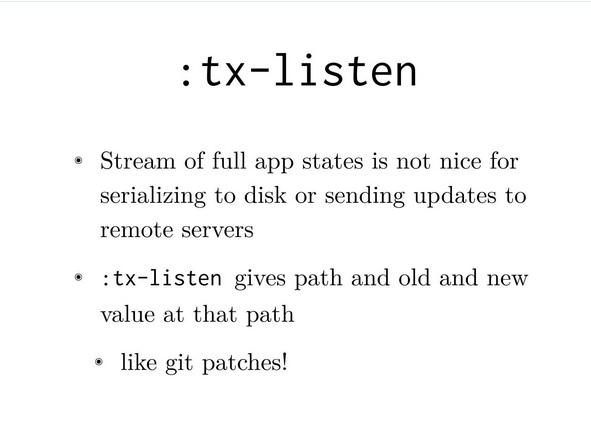 :tx-listen
Stream of full app states is not nice for
serializing to disk or sending updates to
remote servers
:tx-listen gives path and old and new
value at that path
like git patches!